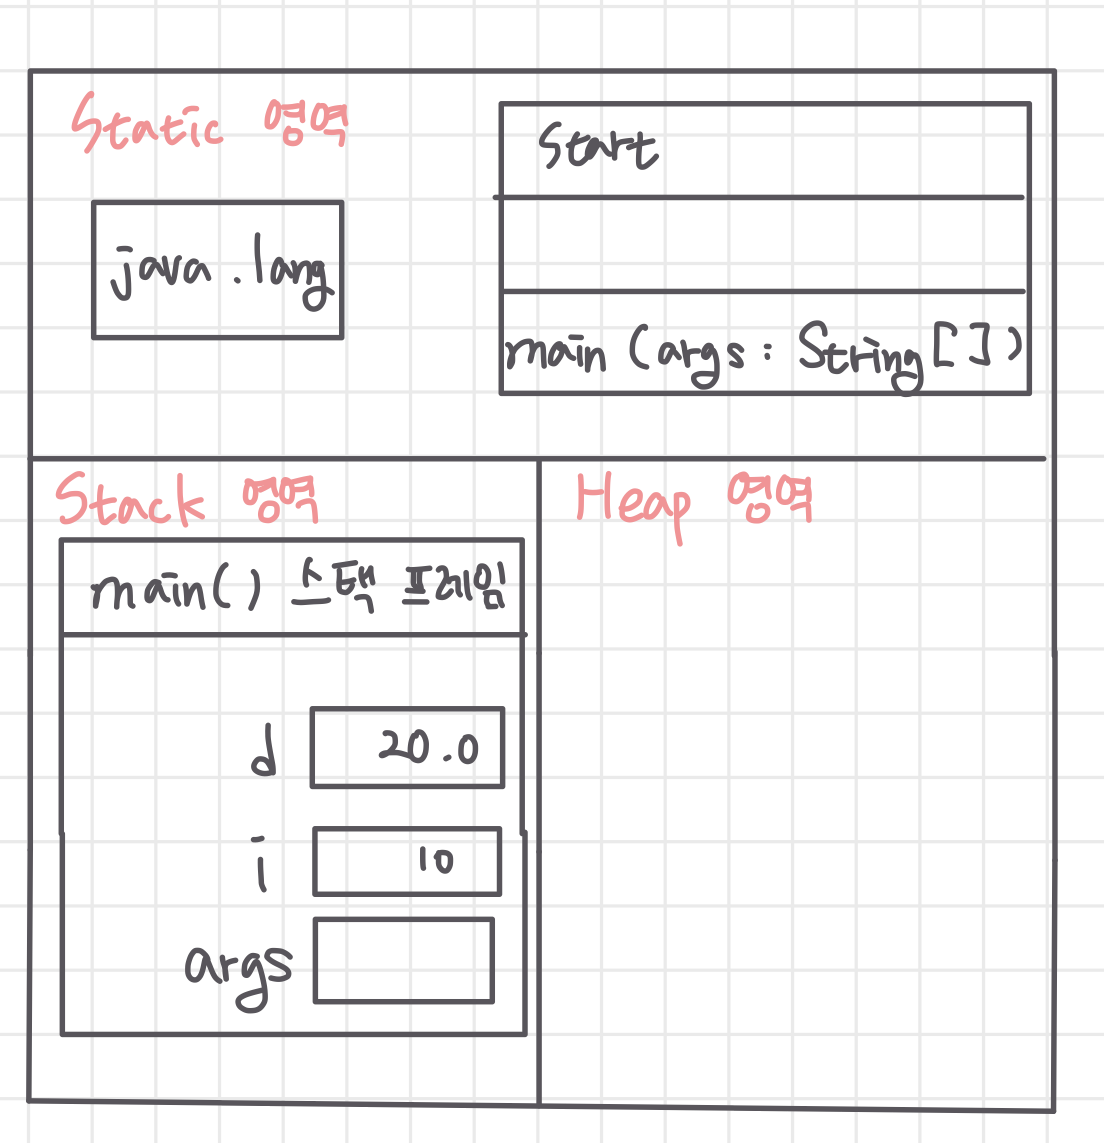 Static 영역
Start
java.lang
main (args : String[])
Stack 영역
Heap 영역
main() 스택 프레임
d 20.0
i 10
args